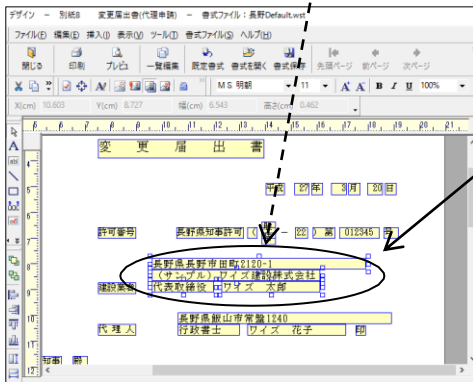 デザイン － 別紙8 変更届出書(代理申請) － 書式ファイル：長野Default.wst
ファイル(F) 編集(E) 挿入(I) 表示(V) ツール(T) 書式ファイル(S) ヘルプ(H)
閉じる 印刷 プレビュ 一覧編集 既定書式 書式を開く 書式保存 先頭ページ 前ページ 次ページ
MS 明朝 11 A A B I U 100%
X(cm) 10.603 Y(cm) 8.727 幅(cm) 6.543 高さ(cm) 0.462
変 更 届 出 書
平成 27 年 3 月 20 日
許可番号 長野県知事許可 ( － 22 ) 第 012345 号
長野県長野市田町2120-1
(サンプル)ワイズ建設株式会社
建設業者 代表取締役 ワイズ 太郎
長野県飯山市常盤1240
代理人 行政書士 ワイズ 花子 印
知事 殿